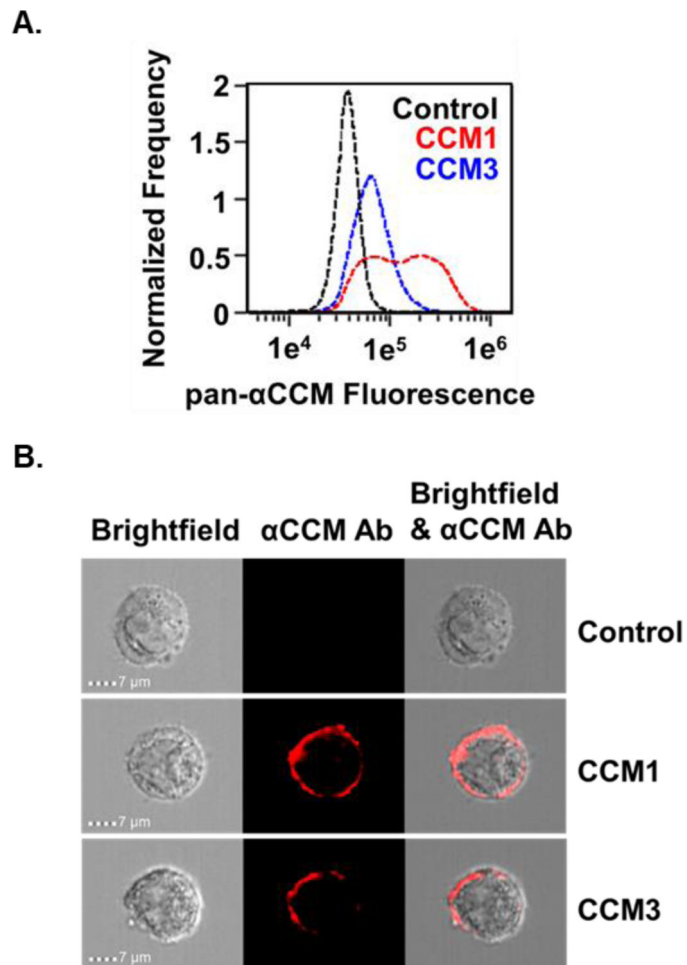 A.
Normalized Frequency
2
1.5
1
0.5
0
Control
CCM1
CCM3
1e⁴ 1e⁵ 1e⁶
pan-αCCM Fluorescence
B.
Brightfield αCCM Ab Brightfield & αCCM Ab
Control
7 μm
CCM1
7 μm
CCM3
7 μm